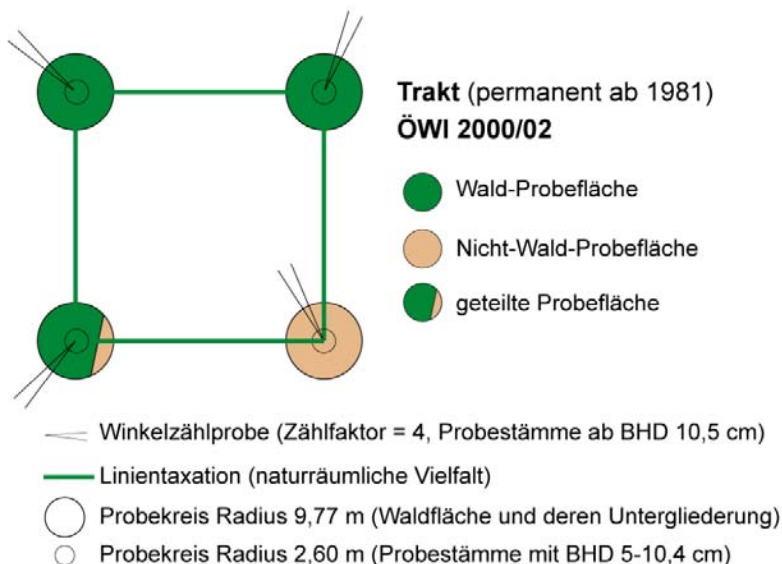 Trakt (permanent ab 1981)
ÖWI 2000/02
Wald-Probefläche
Nicht-Wald-Probefläche
geteilte Probefläche
Winkelzählprobe (Zählfaktor = 4, Probestämme ab BHD 10,5 cm)
Linientaxation (naturräumliche Vielfalt)
Probekreis Radius 9,77 m (Waldfläche und deren Untergliederung)
Probekreis Radius 2,60 m (Probestämme mit BHD 5-10,4 cm)